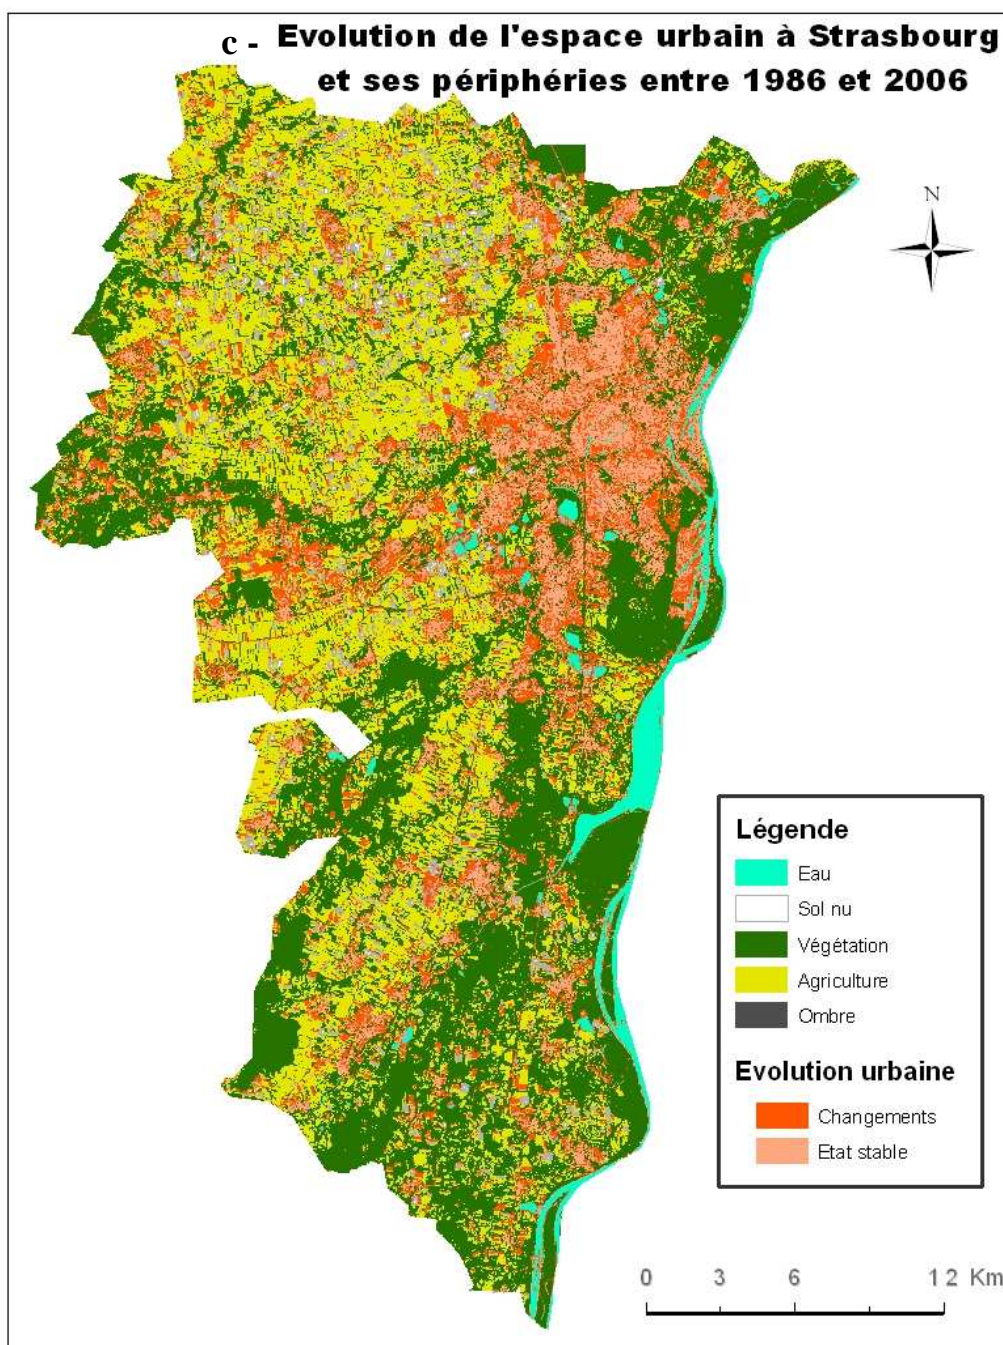 c - Evolution de l'espace urbain à Strasbourg
et ses périphéries entre 1986 et 2006
N
Légende
Eau
Sol nu
Végétation
Agriculture
Ombre
Evolution urbaine
Changements
Etat stable
0 3 6 12 Km